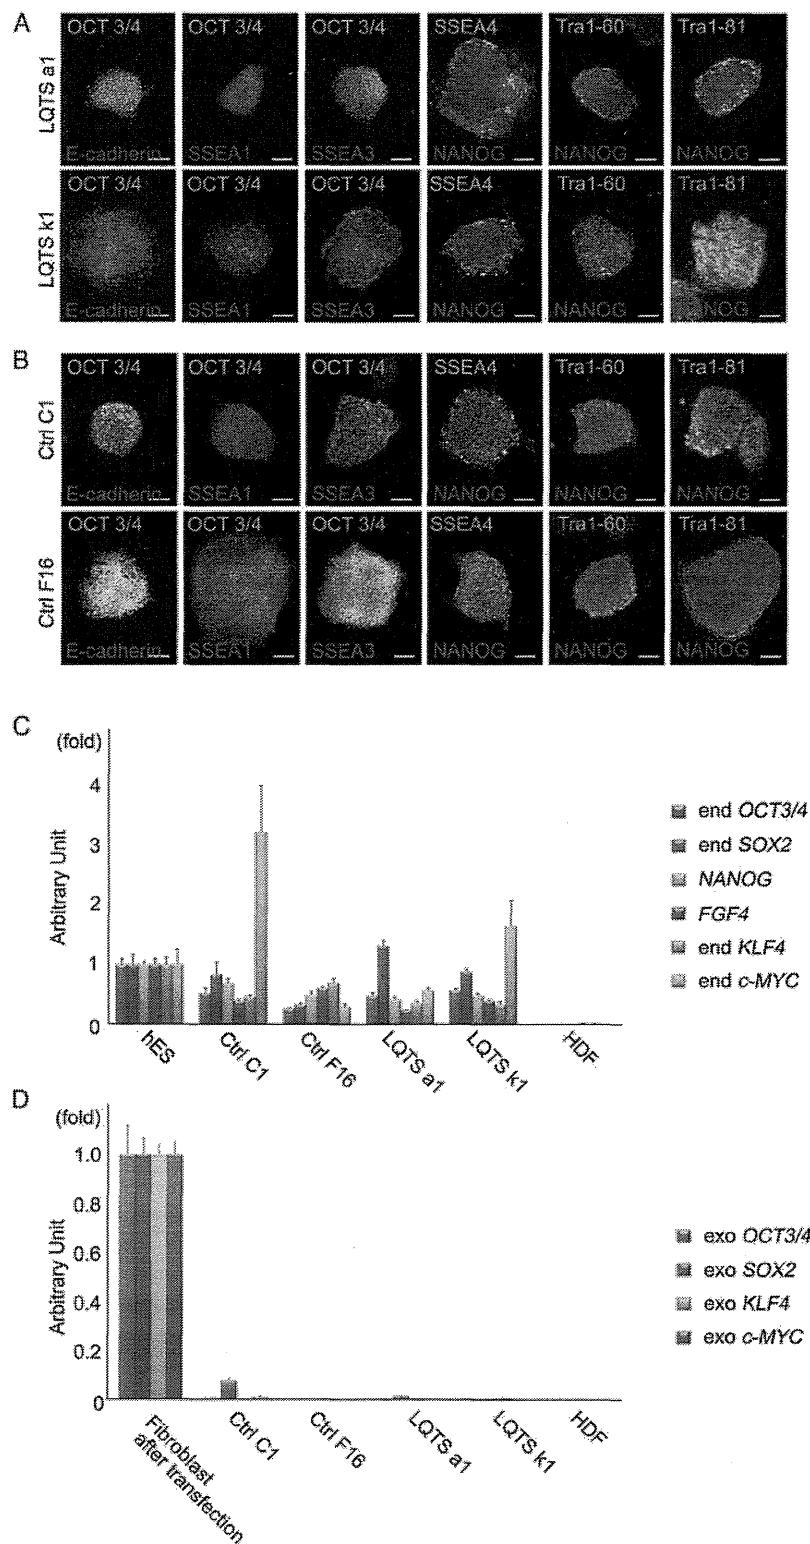 A
LQTS a1
OCT 3/4 OCT 3/4 OCT 3/4 SSEA4 Tra1-60 Tra1-81
E-cadherin SSEA1 SSEA3 NANOG NANOG NANOG
LQTS k1
OCT 3/4 OCT 3/4 OCT 3/4 SSEA4 Tra1-60 Tra1-81
E-cadherin SSEA1 SSEA3 NANOG NANOG NANOG
B
Ctrl C1
OCT 3/4 OCT 3/4 OCT 3/4 SSEA4 Tra1-60 Tra1-81
E-cadherin SSEA1 SSEA3 NANOG NANOG NANOG
Ctrl F16
OCT 3/4 OCT 3/4 OCT 3/4 SSEA4 Tra1-60 Tra1-81
E-cadherin SSEA1 SSEA3 NANOG NANOG NANOG
C
(fold)
Arbitrary Unit
4
3
2
1
0
hES Ctrl C1 Ctrl F16 LQTS a1 LQTS k1 HDF
end OCT3/4
end SOX2
NANOG
FGF4
end KLF4
end c-MYC
D
(fold)
Arbitrary Unit
1.0
0.8
0.6
0.4
0.2
0
Fibroblast after transfection Ctrl C1 Ctrl F16 LQTS a1 LQTS k1 HDF
exo OCT3/4
exo SOX2
exo KLF4
exo c-MYC